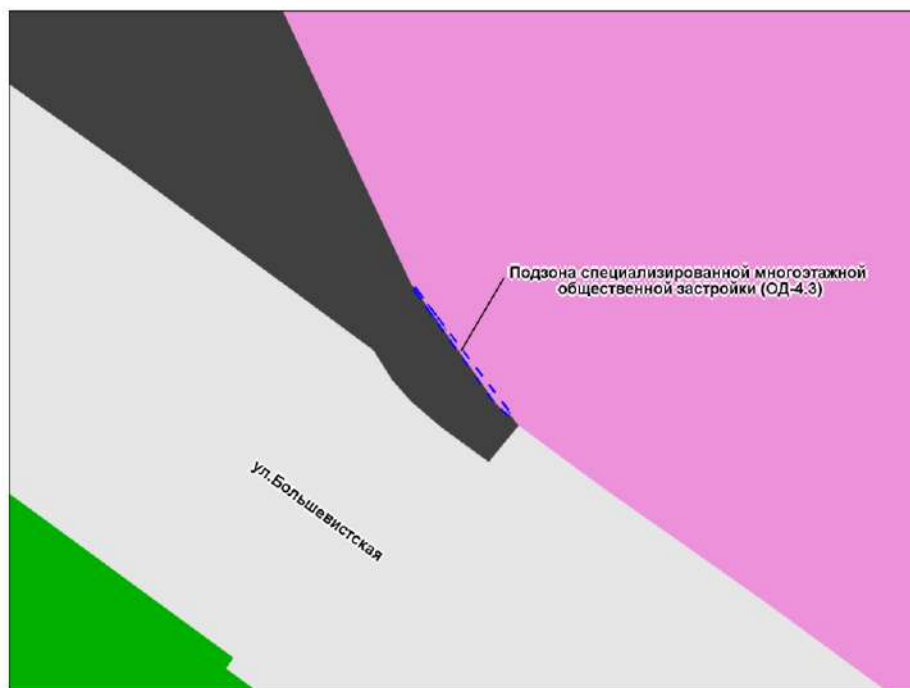 Подзона специализированной многоэтажной
общественной застройки (ОД-4.3)
ул.Большевистская